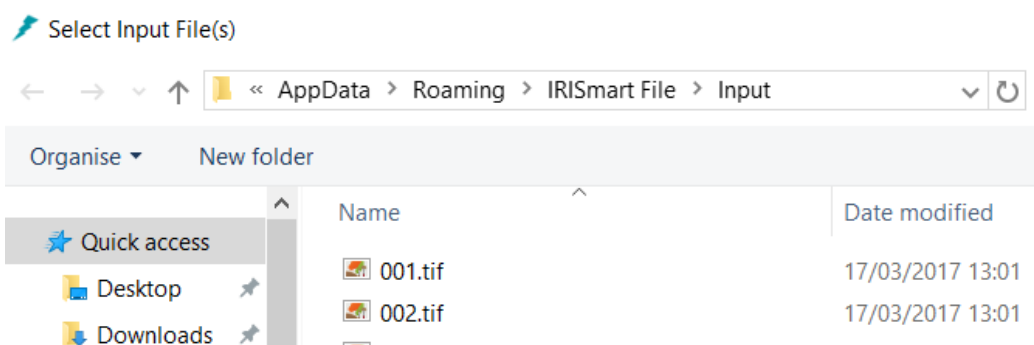 Select Input File(s)
« AppData > Roaming > IRISmart File > Input
Organise New folder
Name Date modified
Quick access
001.tif 17/03/2017 13:01
Desktop
002.tif 17/03/2017 13:01
Downloads